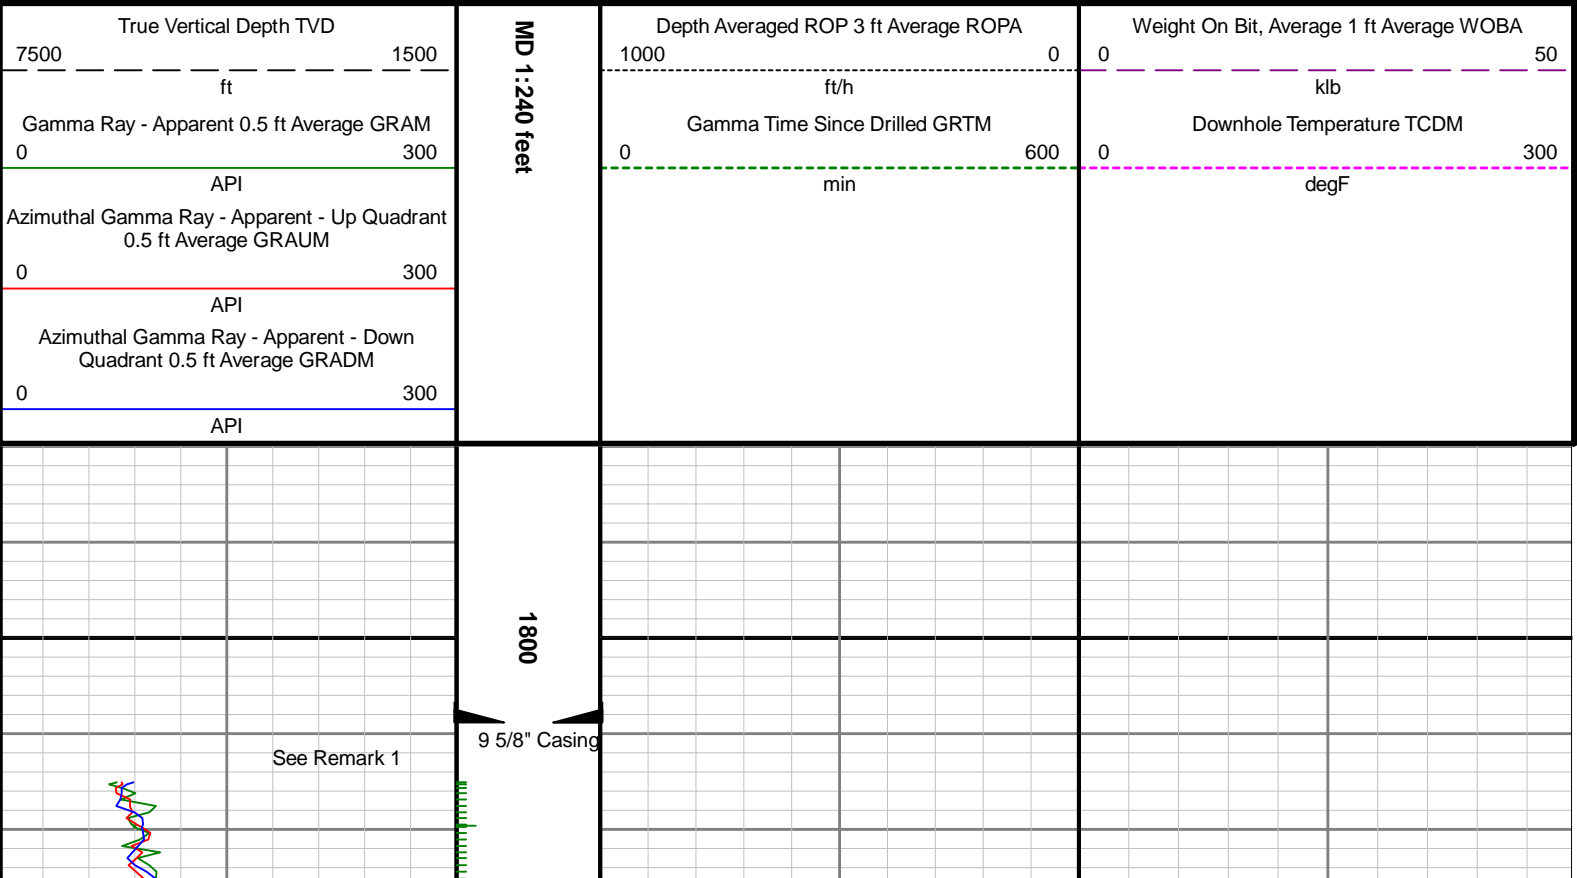 True Vertical Depth TVD
7500 1500
ft
Gamma Ray - Apparent 0.5 ft Average GRAM
0 300
API
Azimuthal Gamma Ray - Apparent - Up Quadrant
0.5 ft Average GRAUM
0 300
API
Azimuthal Gamma Ray - Apparent - Down
Quadrant 0.5 ft Average GRADM
0 300
API
MD 1:240 feet
Depth Averaged ROP 3 ft Average ROPA
1000 0
ft/h
Gamma Time Since Drilled GRTM
0 600
min
Weight On Bit, Average 1 ft Average WOBA
0 50
klb
Downhole Temperature TCDM
0 300
degF
1800
9 5/8" Casing
See Remark 1